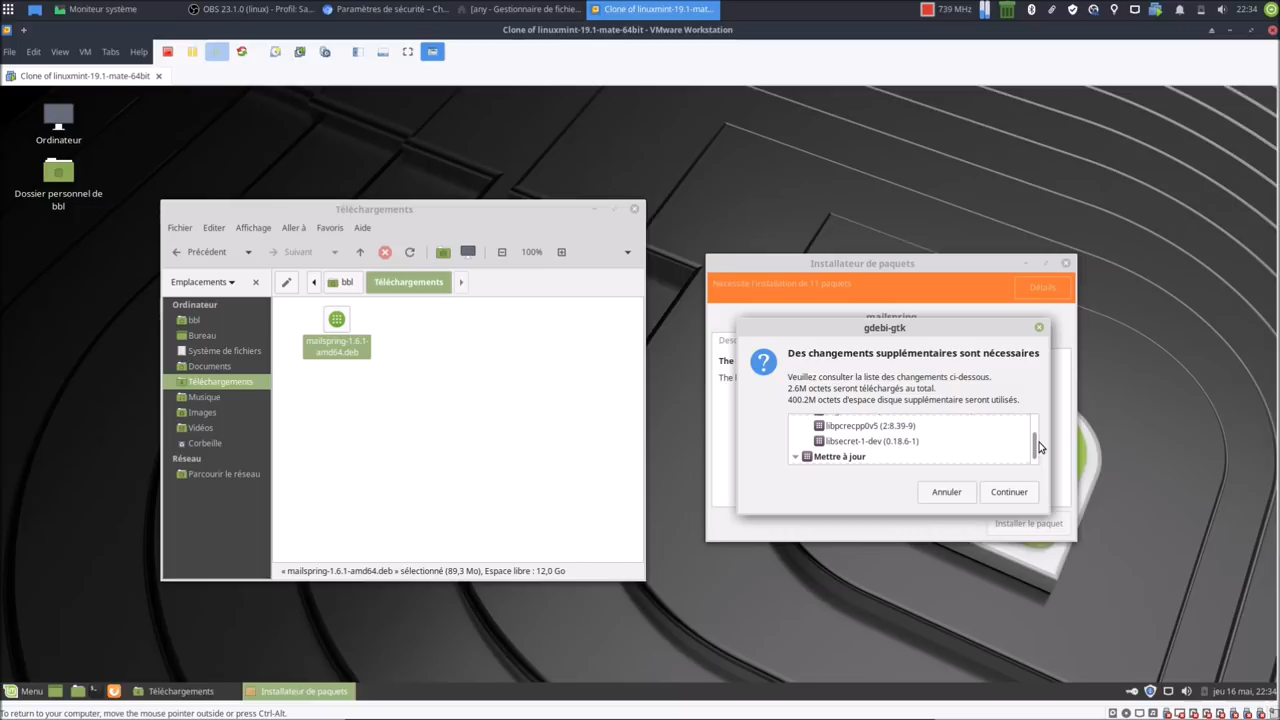 Moniteur système
OBS 23.1.0 (linux) - Profil: Sa...
Paramètres de sécurité - Ch...
[any - Gestionnaire de fichie...
Clone of linuxmint-19.1-mat...
739 MHz
22:34
Clone of linuxmint-19.1-mate-64bit - VMware Workstation
File Edit View VM Tabs Help
Clone of linuxmint-19.1-mate-64bit
Ordinateur
Dossier personnel de
bbl
Téléchargements
Fichier Editer Affichage Aller à Favoris Aide
Précédent Suivant 100%
Emplacements bbl Téléchargements
Ordinateur
bbl
Bureau
Système de fichiers
Documents
Téléchargements
Musique
Images
Vidéos
Corbeille
Réseau
Parcourir le réseau
mailspring-1.6.1-
amd64.deb
« mailspring-1.6.1-amd64.deb » sélectionné (89,3 Mo), Espace libre : 12,0 Go
Installateur de paquets
Nécessite l'installation de 11 paquets
Détails
mailspring
gdebi-gtk
Des changements supplémentaires sont nécessaires
Veuillez consulter la liste des changements ci-dessous.
2.6M octets seront téléchargés au total.
400.2M octets d'espace disque supplémentaire seront utilisés.
libpcrecpp0v5 (2:8.39-9)
libsecret-1-dev (0.18.6-1)
Mettre à jour
Annuler Continuer
Desc
The
The
Installer le paquet
Menu
Téléchargements
Installateur de paquets
jeu 16 mai, 22:34
To return to your computer, move the mouse pointer outside or press Ctrl-Alt.